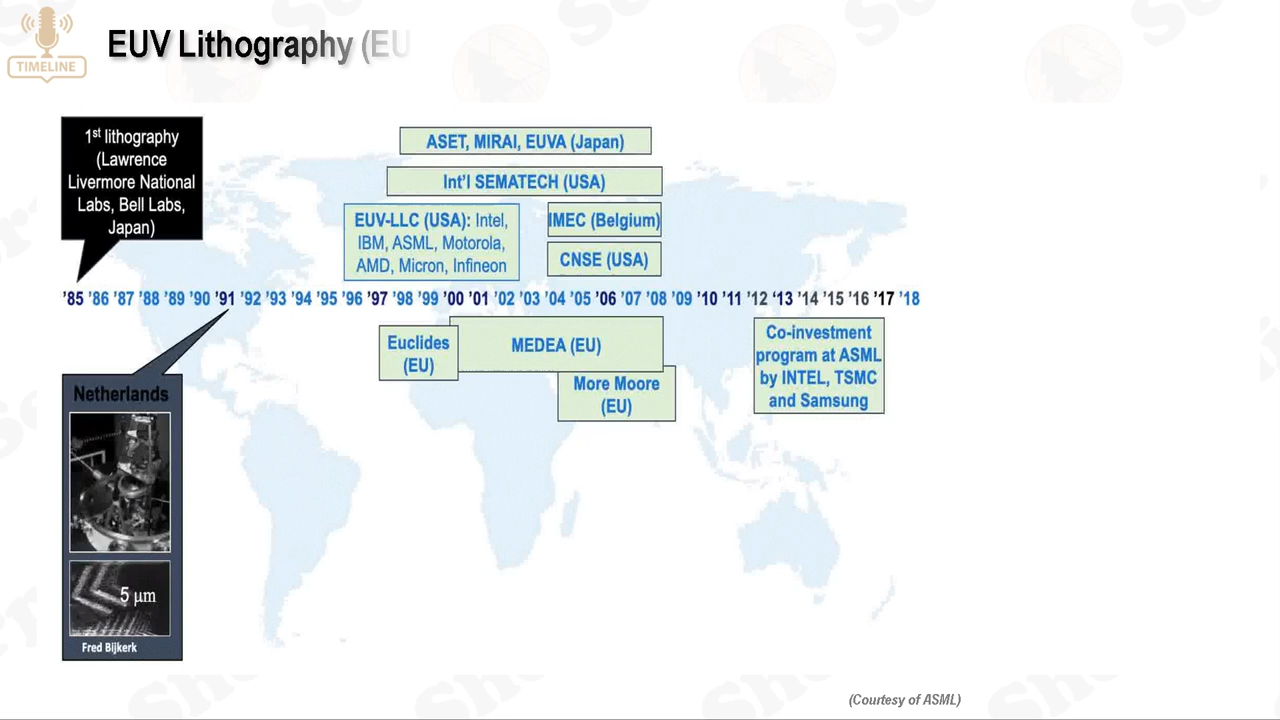 TIMELINE
EUV Lithography (EU
1st lithography
(Lawrence
Livermore National
Labs, Bell Labs,
Japan)
ASET, MIRAI, EUVA (Japan)
Int'l SEMATECH (USA)
EUV-LLC (USA): Intel,
IBM, ASML, Motorola,
AMD, Micron, Infineon
IMEC (Belgium)
CNSE (USA)
'85 '86 '87 '88 '89 '90 '91 '92 '93 '94 '95 '96 '97 '98 '99 '00 '01 '02 '03 '04 '05 '06 '07 '08 '09 '10 '11 '12 '13 '14 '15 '16 '17 '18
Euclides
(EU)
MEDEA (EU)
More Moore
(EU)
Co-investment
program at ASML
by INTEL, TSMC
and Samsung
Netherlands
5 μm
Fred Bijkerk
(Courtesy of ASML)